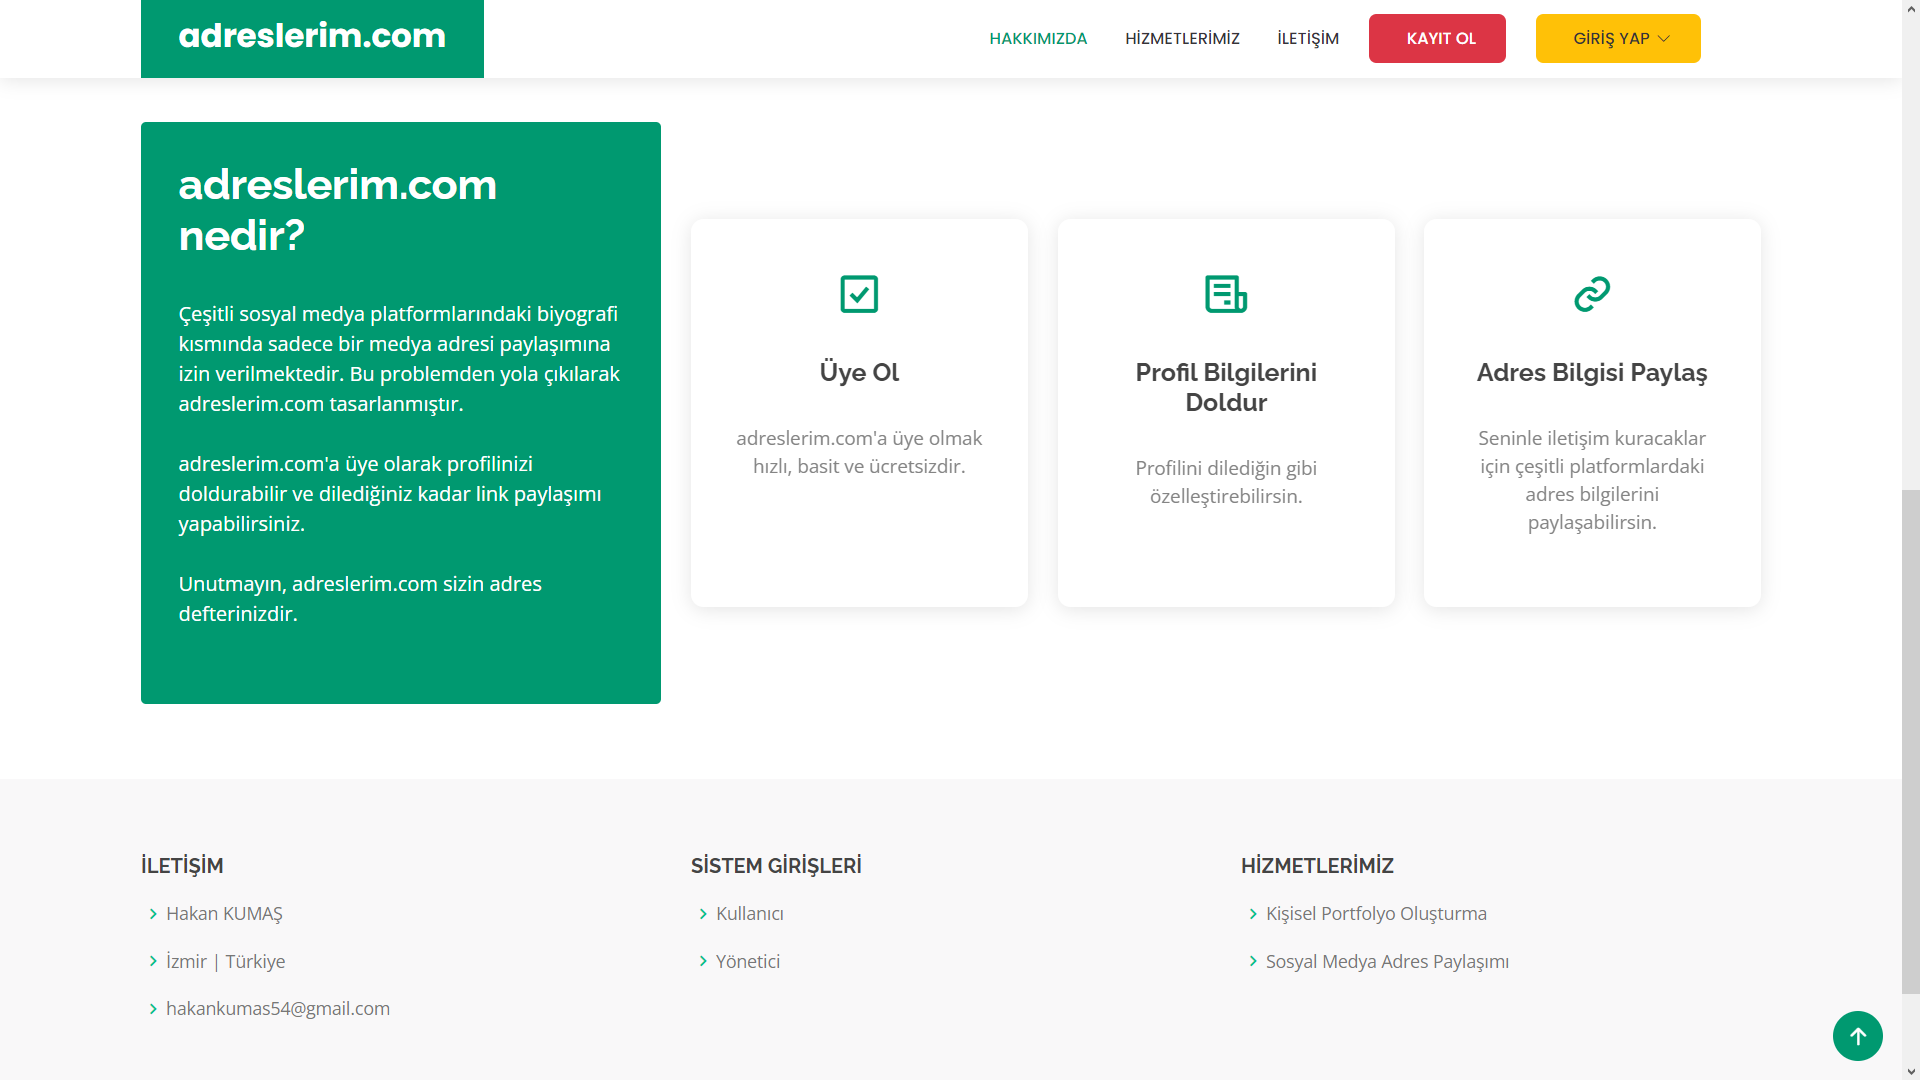 adreslerim.com
HAKKIMIZDA
HİZMETLERİMİZ
İLETİŞİM
KAYIT OL
GİRİŞ YAP
adreslerim.com
nedir?
Çeşitli sosyal medya platformlarındaki biyografi
kısmında sadece bir medya adresi paylaşımına
izin verilmektedir. Bu problemden yola çıkılarak
adreslerim.com tasarlanmıştır.
adreslerim.com'a üye olarak profilinizi
doldurabilir ve dilediğiniz kadar link paylaşımı
yapabilirsiniz.
Unutmayın, adreslerim.com sizin adres
defterinizdir.
Üye Ol
adreslerim.com'a üye olmak
hızlı, basit ve ücretsizdir.
Profil Bilgilerini
Doldur
Profilini dilediğin gibi
özelleştirebilirsin.
Adres Bilgisi Paylaş
Seninle iletişim kuracaklar
için çeşitli platformlardaki
adres bilgilerini
paylaşabilirsin.
İLETİŞİM
Hakan KUMAŞ
İzmir | Türkiye
hakankumas54@gmail.com
SİSTEM GİRİŞLERİ
Kullanıcı
Yönetici
HİZMETLERİMİZ
Kişisel Portfolyo Oluşturma
Sosyal Medya Adres Paylaşımı